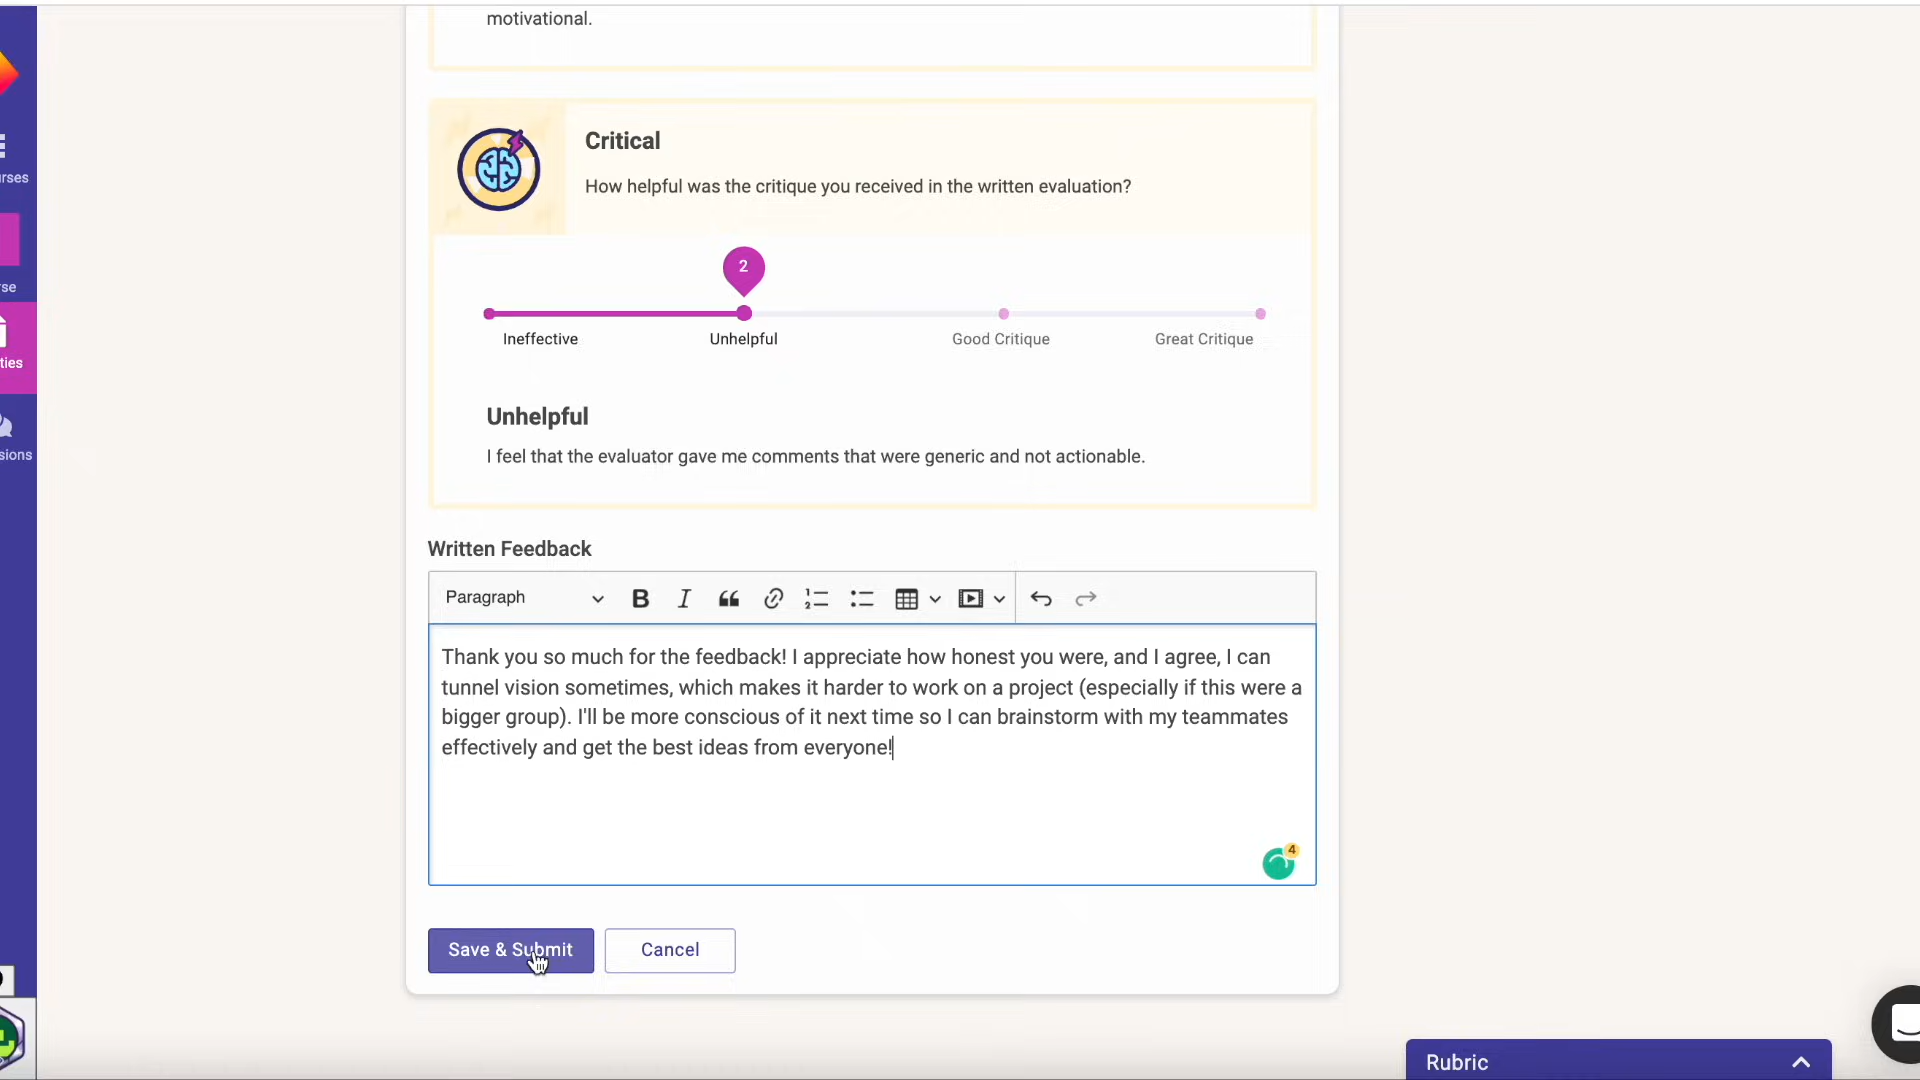 motivational.
Critical
How helpful was the critique you received in the written evaluation?
urses
2
Ineffective
Unhelpful
Good Critique
Great Critique
rse
ties
Unhelpful
sions
I feel that the evaluator gave me comments that were generic and not actionable.
Written Feedback
Paragraph
Thank you so much for the feedback! I appreciate how honest you were, and I agree, I can
tunnel vision sometimes, which makes it harder to work on a project (especially if this were a
bigger group). I'll be more conscious of it next time so I can brainstorm with my teammates
effectively and get the best ideas from everyone!
4
Save & Submit
Cancel
Rubric